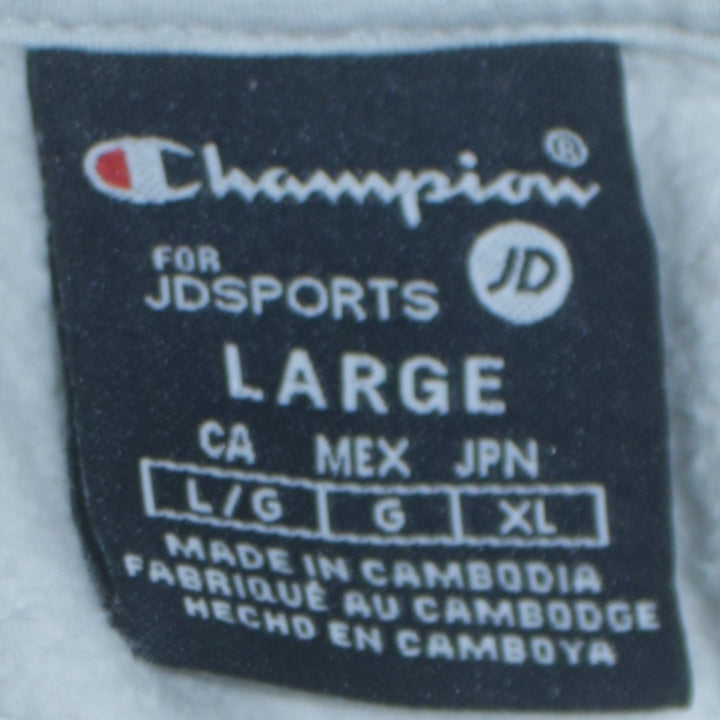 Champion®
FOR
JDSPORTS JD
LARGE
CA MEX JPN
L/G G XL
MADE IN CAMBODIA
FABRIQUÉ AU CAMBODGE
HECHO EN CAMBOYA